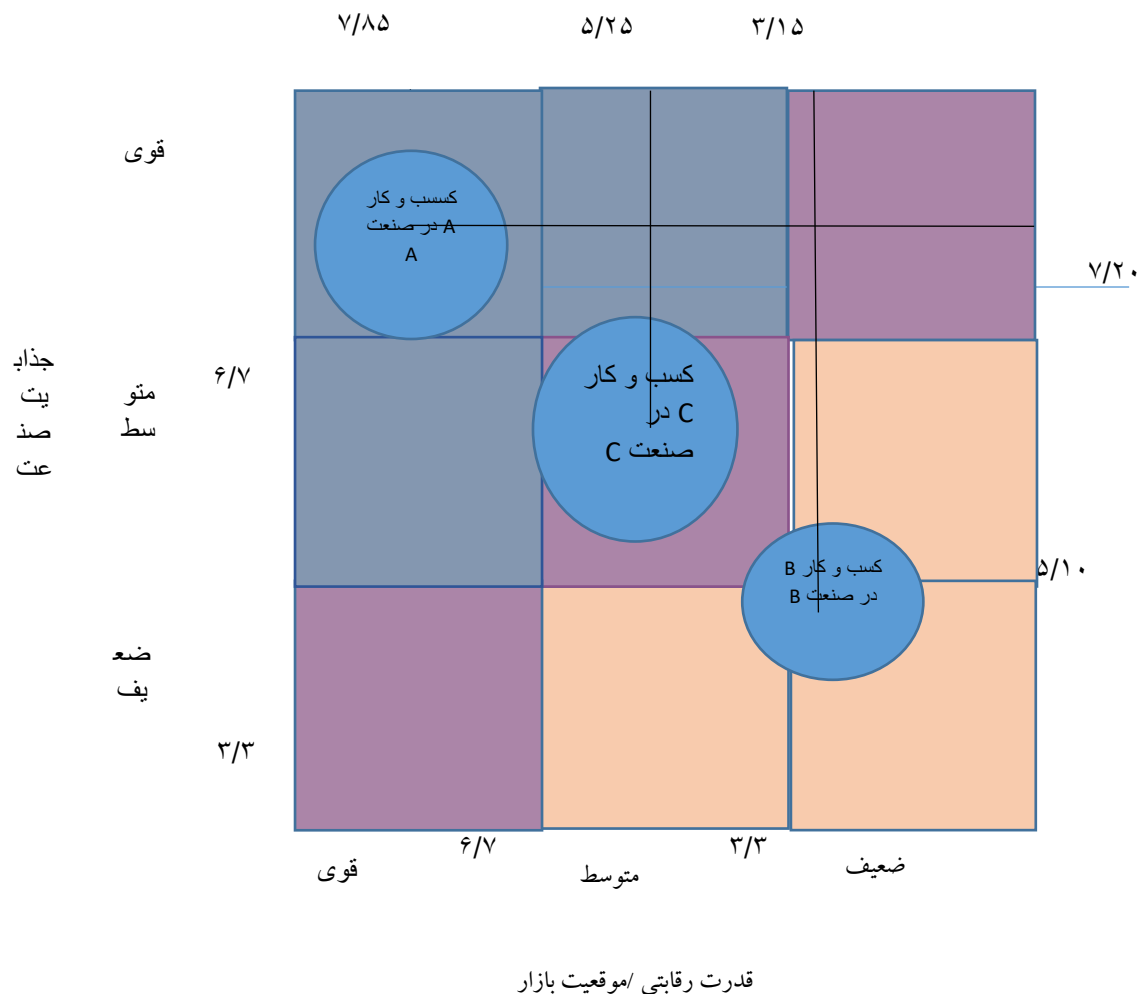 ۷/۸۵
۵/۲۵
۳/۱۵
قوی
کسسب و کار
A در صنعت
A
۷/۲۰
جذاب
یت
صن
عت
متو
سط
۶/۷
کسب و کار
C در
صنعت C
کسب و کار B
در صنعت B
۵/۱۰
ضع
یف
۳/۳
۶/۷
۳/۳
قوی
متوسط
ضعیف
قدرت رقابتی /موقعیت بازار